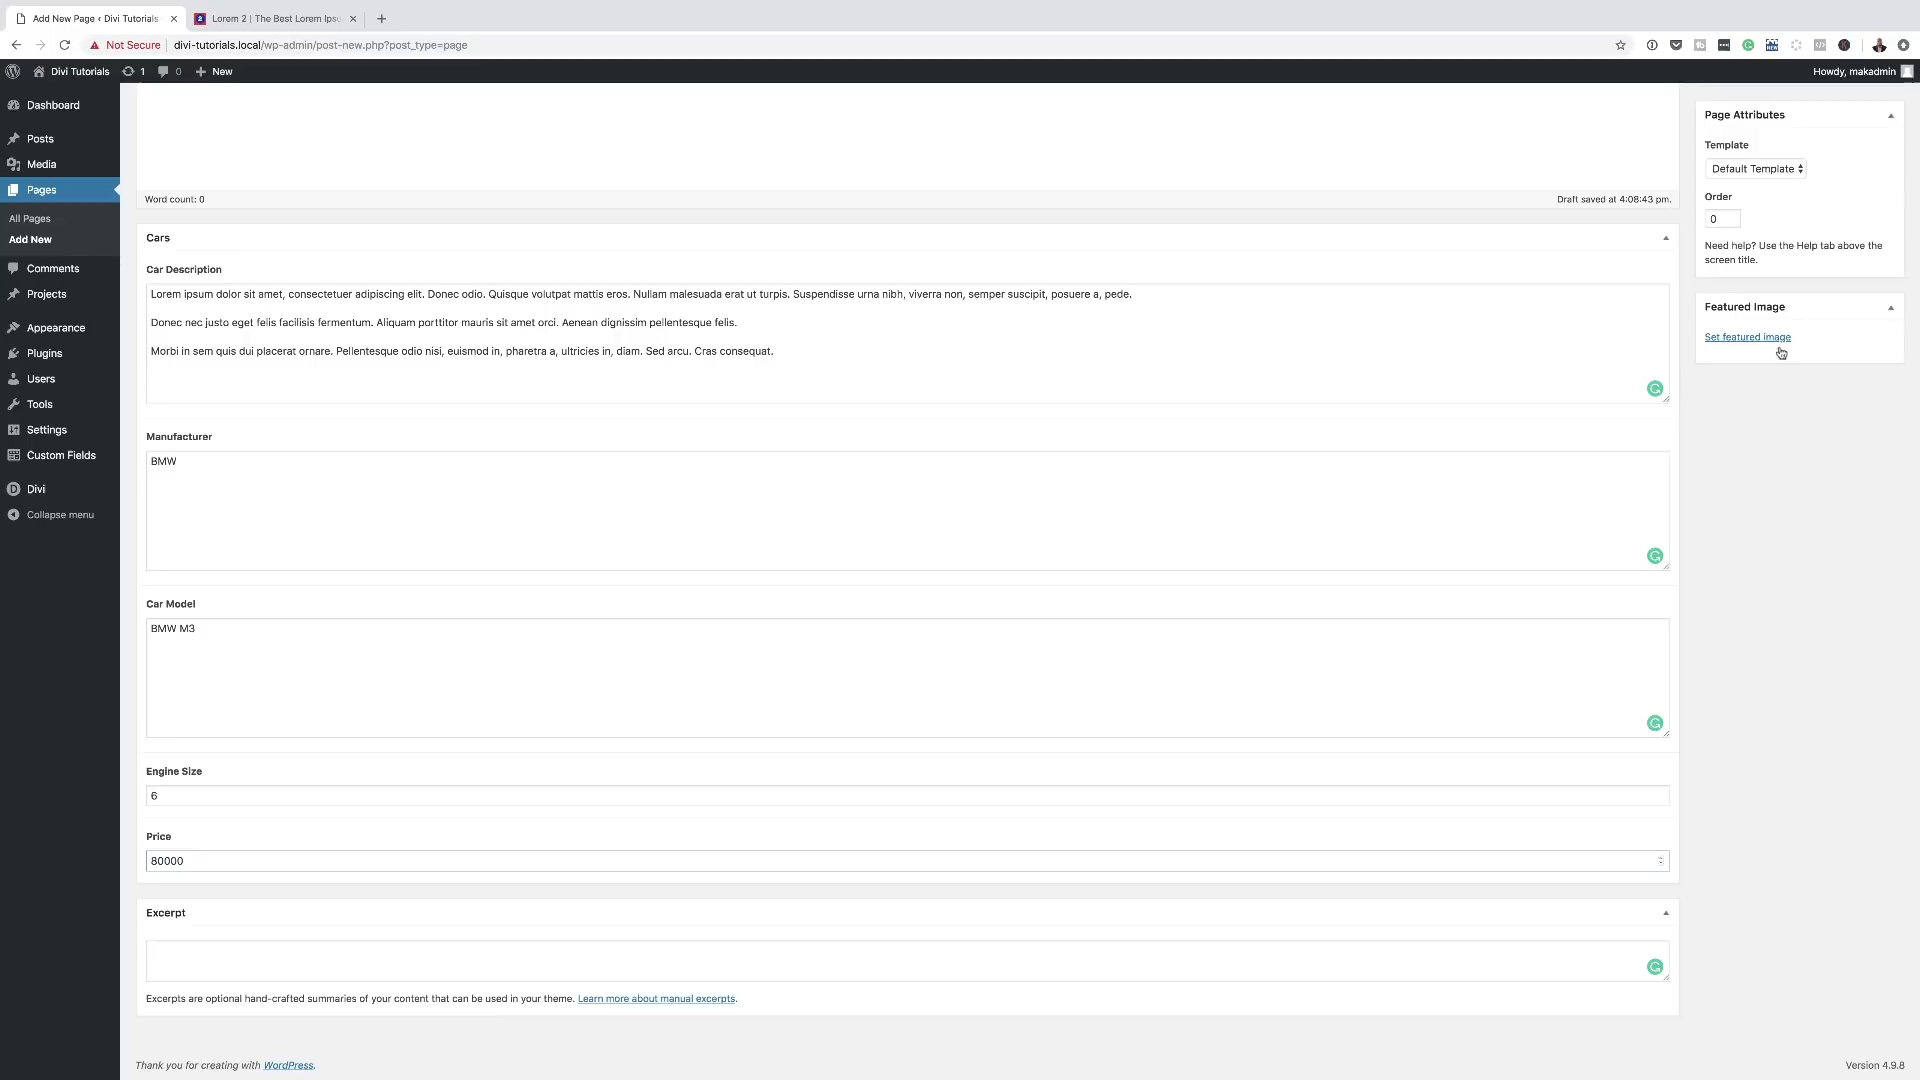 Add New Page ‹ Divi Tutorials
Lorem 2 | The Best Lorem Ipsu
Not Secure
divi-tutorials.local/wp-admin/post-new.php?post_type=page
Divi Tutorials
1
0
New
Howdy, makadmin
Dashboard
Posts
Media
Pages
All Pages
Add New
Comments
Projects
Appearance
Plugins
Users
Tools
Settings
Custom Fields
Divi
Collapse menu
Word count: 0
Draft saved at 4:08:43 pm.
Cars
Car Description
Lorem ipsum dolor sit amet, consectetuer adipiscing elit. Donec odio. Quisque volutpat mattis eros. Nullam malesuada erat ut turpis. Suspendisse urna nibh, viverra non, semper suscipit, posuere a, pede.
Donec nec justo eget felis facilisis fermentum. Aliquam porttitor mauris sit amet orci. Aenean dignissim pellentesque felis.
Morbi in sem quis dui placerat ornare. Pellentesque odio nisi, euismod in, pharetra a, ultricies in, diam. Sed arcu. Cras consequat.
Manufacturer
BMW
Car Model
BMW M3
Engine Size
6
Price
80000
Excerpt
Excerpts are optional hand-crafted summaries of your content that can be used in your theme. Learn more about manual excerpts.
Page Attributes
Template
Default Template
Order
0
Need help? Use the Help tab above the
screen title.
Featured Image
Set featured image
Thank you for creating with WordPress.
Version 4.9.8